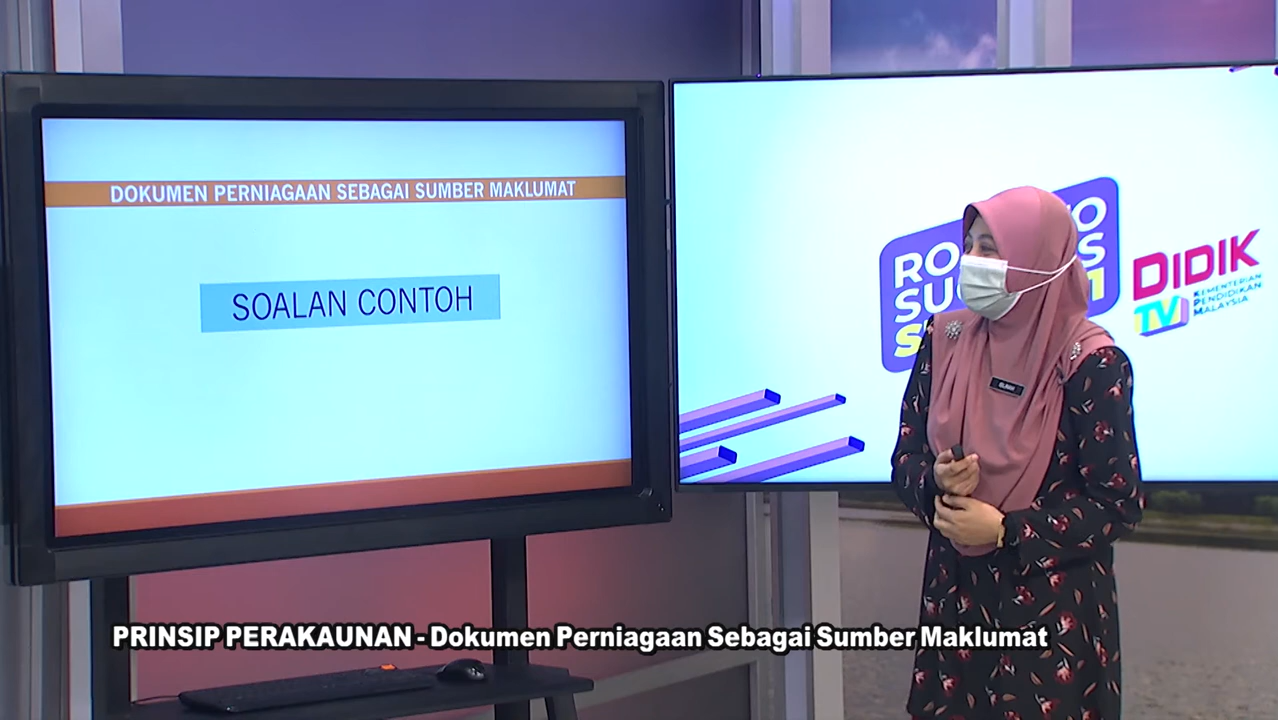 DOKUMEN PERNIAGAAN SEBAGAI SUMBER MAKLUMAT
SOALAN CONTOH
DIDIK
TV
KEMENTERIAN
PENDIDIKAN
MALAYSIA
PRINSIP PERAKAUNAN - Dokumen Perniagaan Sebagai Sumber Maklumat